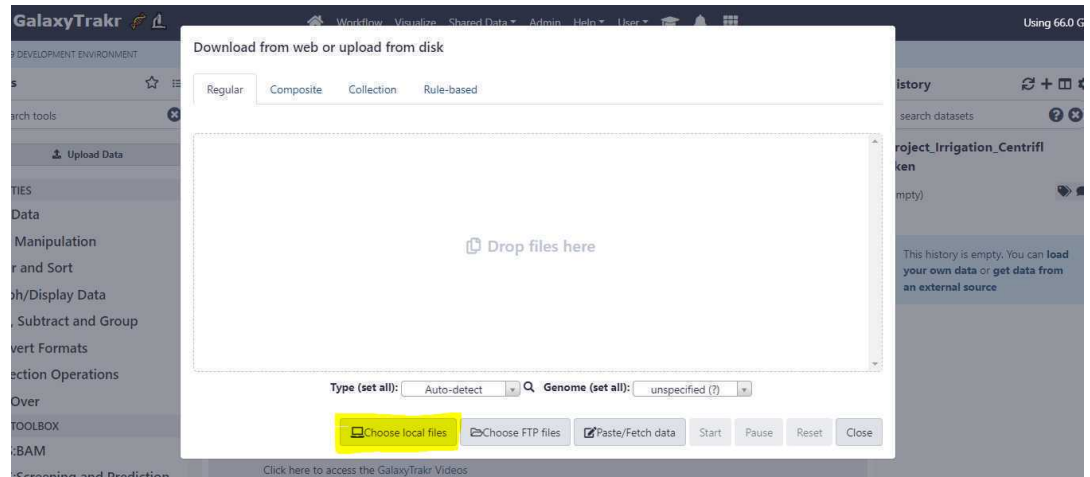 GalaxyTrakr
Workflow Visualize Shared Data Admin Help User
Using 66.0 G
DEVELOPMENT ENVIRONMENT
Download from web or upload from disk
Regular Composite Collection Rule-based
Drop files here
Type (set all): Auto-detect Genome (set all): unspecified (?)
Choose local files Choose FTP files Paste/Fetch data Start Pause Reset Close
s
arch tools
Upload Data
TIES
Data
Manipulation
r and Sort
ph/Display Data
, Subtract and Group
vert Formats
ection Operations
Over
TOOLBOX
:BAM
Click here to access the GalaxyTrakr Videos
istory
search datasets
roject_Irrigation_Centrifl
ken
mpty)
This history is empty. You can load
your own data or get data from
an external source